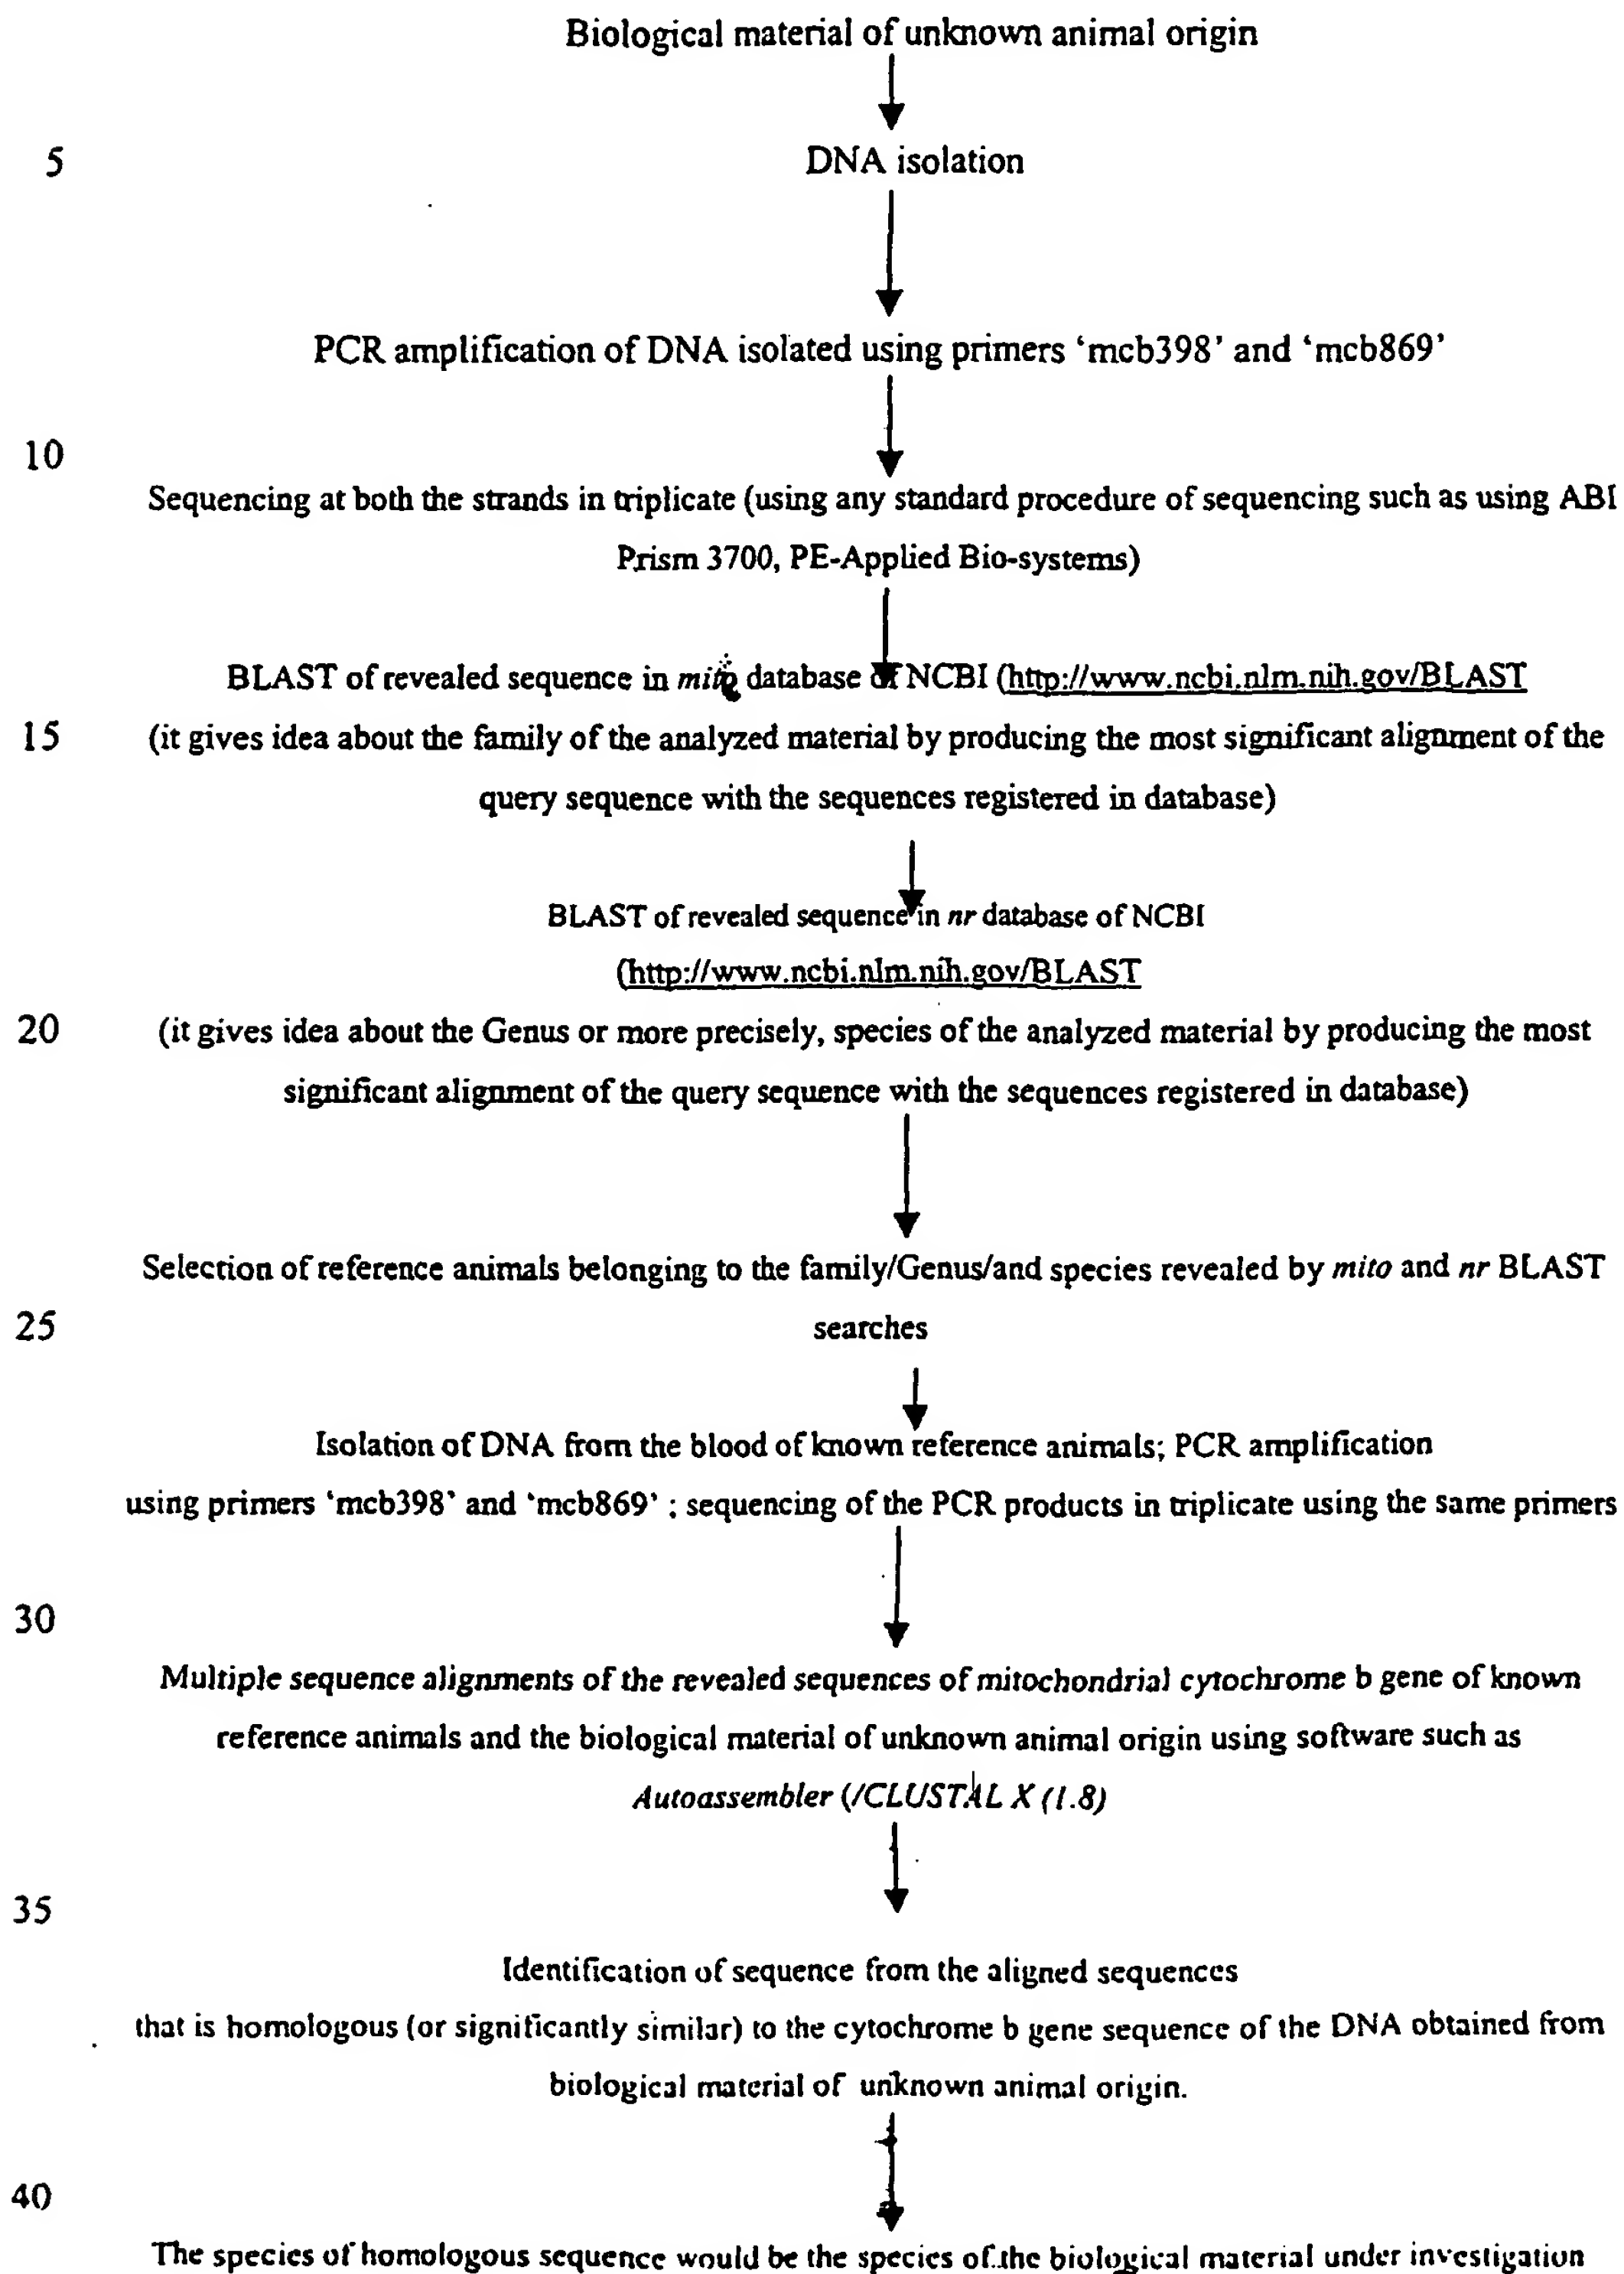 Biological material of unknown animal origin
5 DNA isolation
PCR amplification of DNA isolated using primers ‘mcb398’ and ‘mcb869’
10
Sequencing at both the strands in triplicate (using any standard procedure of sequencing such as using ABI
Prism 3700, PE-Applied Bio-systems)
BLAST of revealed sequence in mito database of NCBI (http://www.ncbi.nlm.nih.gov/BLAST
15 (it gives idea about the family of the analyzed material by producing the most significant alignment of the
query sequence with the sequences registered in database)
BLAST of revealed sequence in nr database of NCBI
(http://www.ncbi.nlm.nih.gov/BLAST
20 (it gives idea about the Genus or more precisely, species of the analyzed material by producing the most
significant alignment of the query sequence with the sequences registered in database)
Selection of reference animals belonging to the family/Genus/and species revealed by mito and nr BLAST
25 searches
Isolation of DNA from the blood of known reference animals; PCR amplification
using primers ‘mcb398’ and ‘mcb869’ ; sequencing of the PCR products in triplicate using the same primers
30
Multiple sequence alignments of the revealed sequences of mitochondrial cytochrome b gene of known
reference animals and the biological material of unknown animal origin using software such as
Autoassembler (/CLUSTAL X (1.8)
35
Identification of sequence from the aligned sequences
that is homologous (or significantly similar) to the cytochrome b gene sequence of the DNA obtained from
biological material of unknown animal origin.
40
The species of homologous sequence would be the species of the biological material under investigation